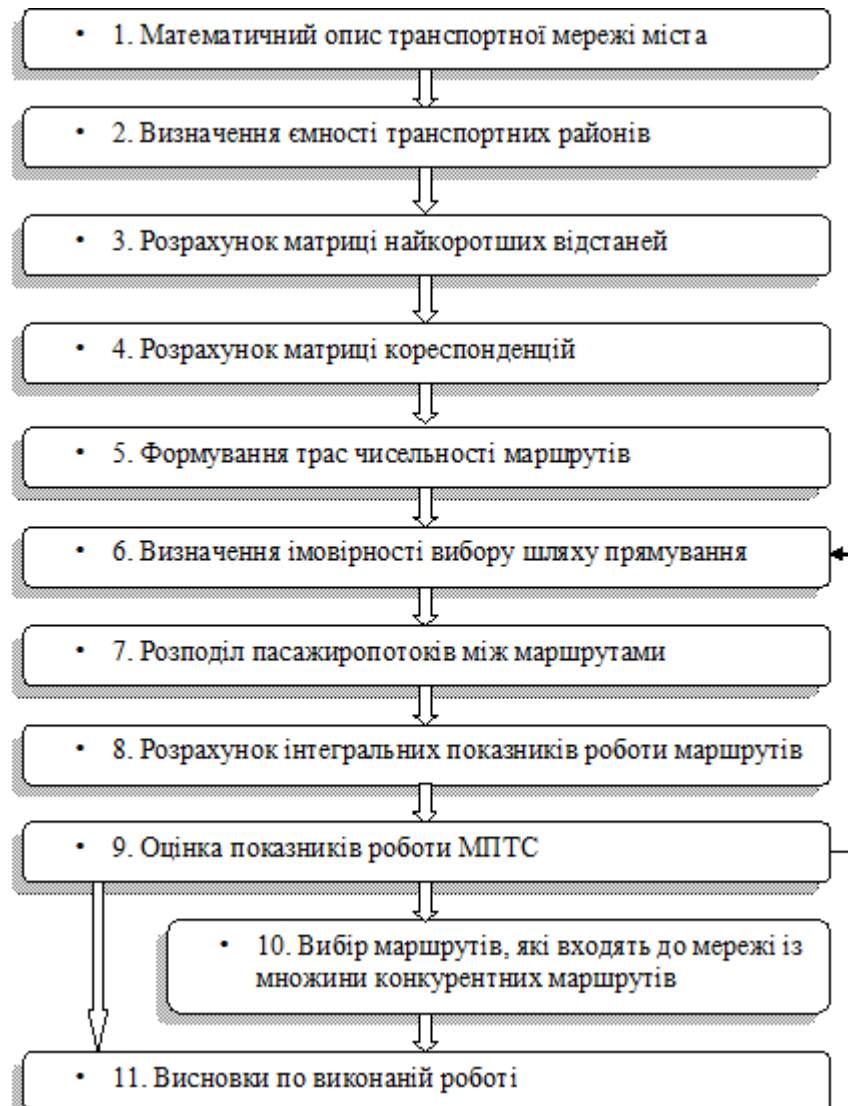 • 1. Математичний опис транспортної мережі міста
• 2. Визначення ємності транспортних районів
• 3. Розрахунок матриці найкоротших відстаней
• 4. Розрахунок матриці кореспонденцій
• 5. Формування трас чисельності маршрутів
• 6. Визначення імовірності вибору шляху прямування
• 7. Розподіл пасажиропотоків між маршрутами
• 8. Розрахунок інтегральних показників роботи маршрутів
• 9. Оцінка показників роботи МПТС
• 10. Вибір маршрутів, які входять до мережі із
множини конкурентних маршрутів
• 11. Висновки по виконаній роботі